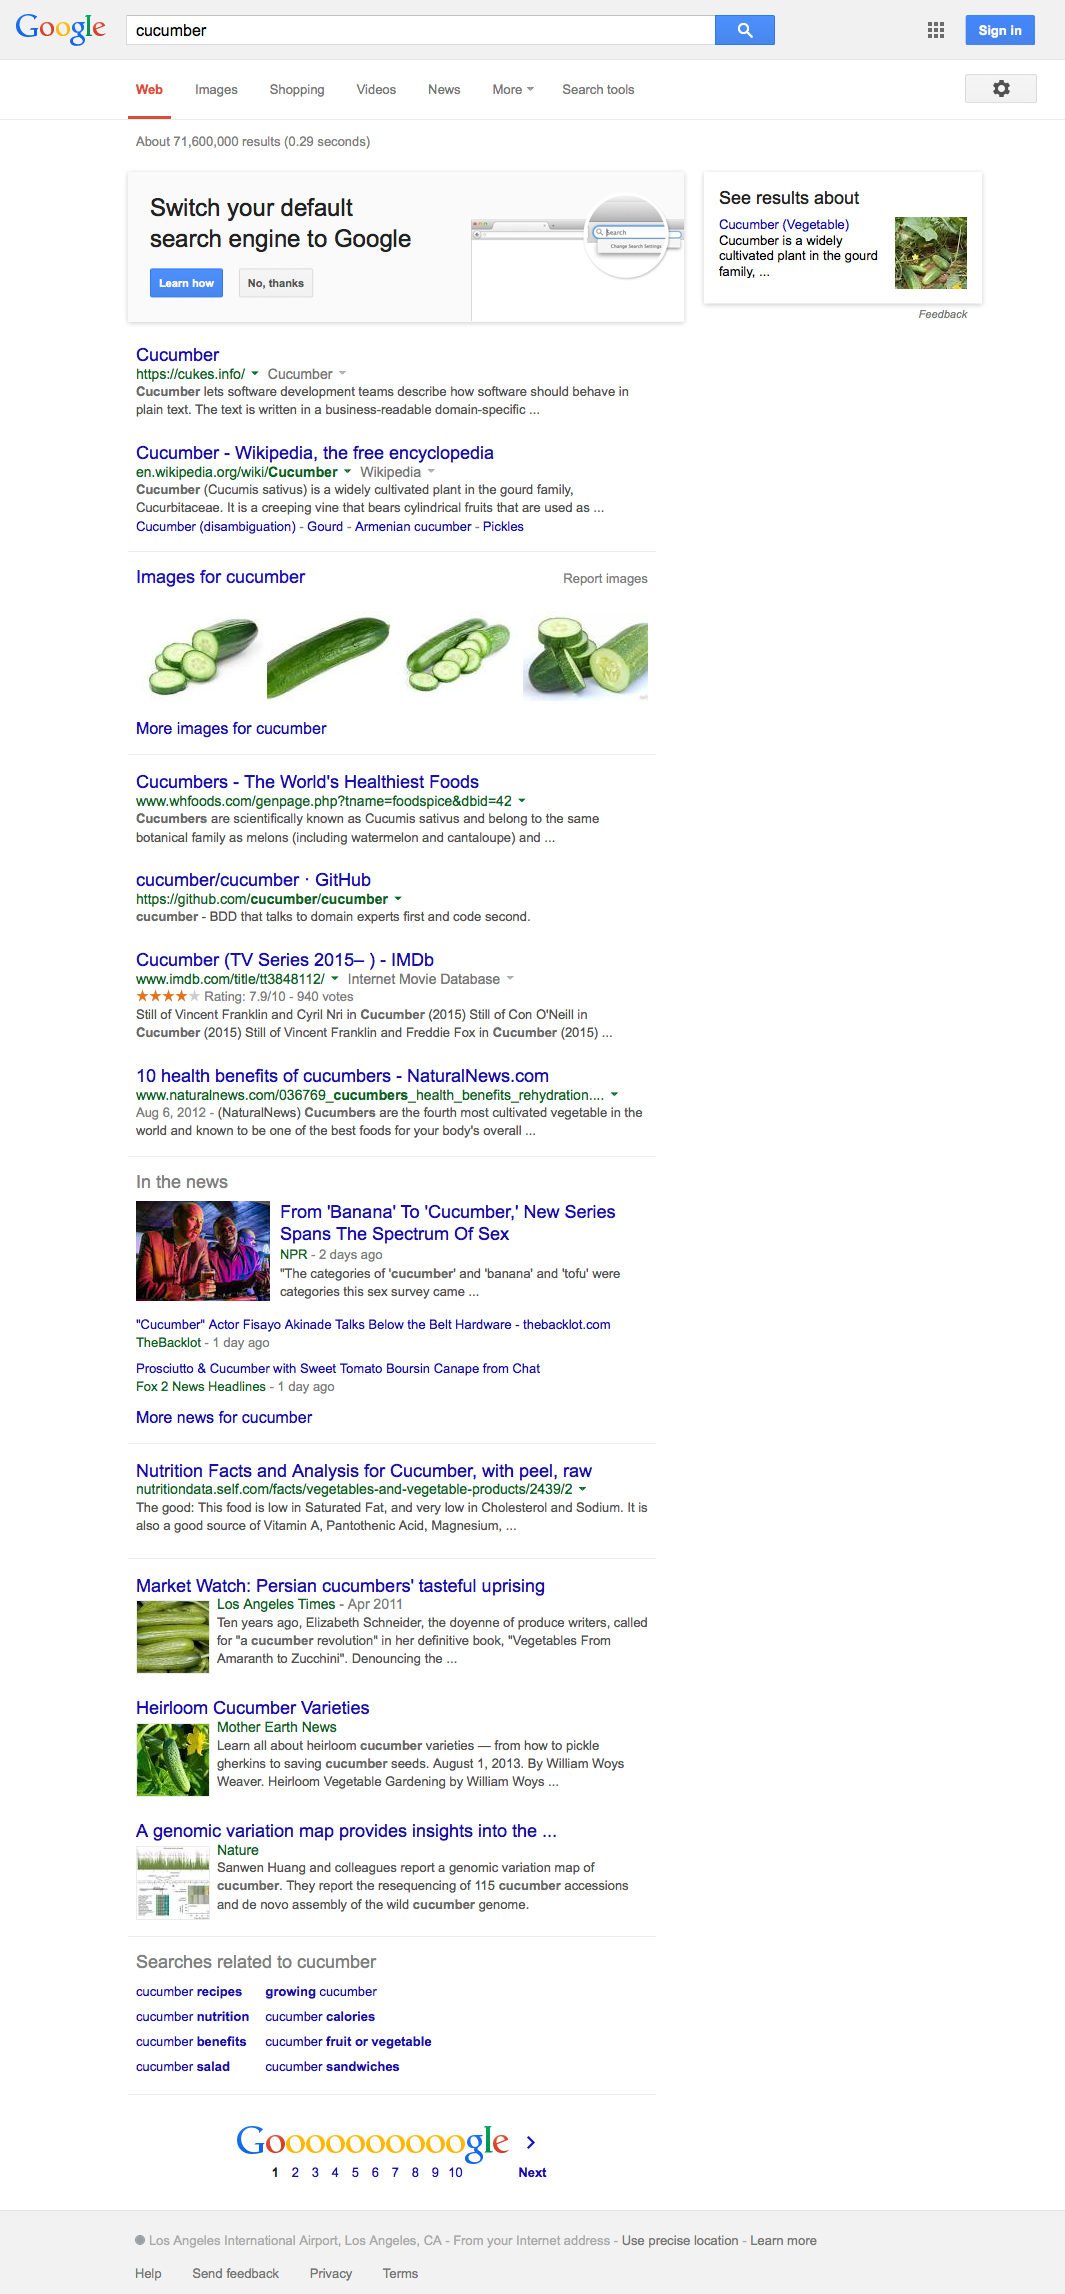 Google
cucumber
Sign in
Web Images Shopping Videos News More Search tools
About 71,600,000 results (0.29 seconds)
Switch your default
search engine to Google
Learn how No, thanks
Search
Change Search Settings
See results about
Cucumber (Vegetable)
Cucumber is a widely
cultivated plant in the gourd
family, ...
Feedback
Cucumber
https://cukes.info/ Cucumber
Cucumber lets software development teams describe how software should behave in
plain text. The text is written in a business-readable domain-specific ...
Cucumber - Wikipedia, the free encyclopedia
en.wikipedia.org/wiki/Cucumber Wikipedia
Cucumber (Cucumis sativus) is a widely cultivated plant in the gourd family,
Cucurbitaceae. It is a creeping vine that bears cylindrical fruits that are used as ...
Cucumber (disambiguation) - Gourd - Armenian cucumber - Pickles
Images for cucumber Report images
More images for cucumber
Cucumbers - The World's Healthiest Foods
www.whfoods.com/genpage.php?tname=foodspice&dbid=42
Cucumbers are scientifically known as Cucumis sativus and belong to the same
botanical family as melons (including watermelon and cantaloupe) and ...
cucumber/cucumber · GitHub
https://github.com/cucumber/cucumber
cucumber - BDD that talks to domain experts first and code second.
Cucumber (TV Series 2015– ) - IMDb
www.imdb.com/title/tt3848112/ Internet Movie Database
Rating: 7.9/10 - 940 votes
Still of Vincent Franklin and Cyril Nri in Cucumber (2015) Still of Con O'Neill in
Cucumber (2015) Still of Vincent Franklin and Freddie Fox in Cucumber (2015) ...
10 health benefits of cucumbers - NaturalNews.com
www.naturalnews.com/036769_cucumbers_health_benefits_rehydration....
Aug 6, 2012 - (NaturalNews) Cucumbers are the fourth most cultivated vegetable in the
world and known to be one of the best foods for your body's overall ...
In the news
From 'Banana' To 'Cucumber,' New Series
Spans The Spectrum Of Sex
NPR - 2 days ago
"The categories of 'cucumber' and 'banana' and 'tofu' were
categories this sex survey came ...
"Cucumber" Actor Fisayo Akinade Talks Below the Belt Hardware - thebacklot.com
TheBacklot - 1 day ago
Prosciutto & Cucumber with Sweet Tomato Boursin Canape from Chat
Fox 2 News Headlines - 1 day ago
More news for cucumber
Nutrition Facts and Analysis for Cucumber, with peel, raw
nutritiondata.self.com/facts/vegetables-and-vegetable-products/2439/2
The good: This food is low in Saturated Fat, and very low in Cholesterol and Sodium. It is
also a good source of Vitamin A, Pantothenic Acid, Magnesium, ...
Market Watch: Persian cucumbers' tasteful uprising
Los Angeles Times - Apr 2011
Ten years ago, Elizabeth Schneider, the doyenne of produce writers, called
for "a cucumber revolution" in her definitive book, "Vegetables From
Amaranth to Zucchini". Denouncing the ...
Heirloom Cucumber Varieties
Mother Earth News
Learn all about heirloom cucumber varieties — from how to pickle
gherkins to saving cucumber seeds. August 1, 2013. By William Woys
Weaver. Heirloom Vegetable Gardening by William Woys ...
A genomic variation map provides insights into the ...
Nature
Sanwen Huang and colleagues report a genomic variation map of
cucumber. They report the resequencing of 115 cucumber accessions
and de novo assembly of the wild cucumber genome.
Searches related to cucumber
cucumber recipes growing cucumber
cucumber nutrition cucumber calories
cucumber benefits cucumber fruit or vegetable
cucumber salad cucumber sandwiches
Goooooooooogle
1 2 3 4 5 6 7 8 9 10 Next
Los Angeles International Airport, Los Angeles, CA - From your Internet address - Use precise location - Learn more
Help Send feedback Privacy Terms